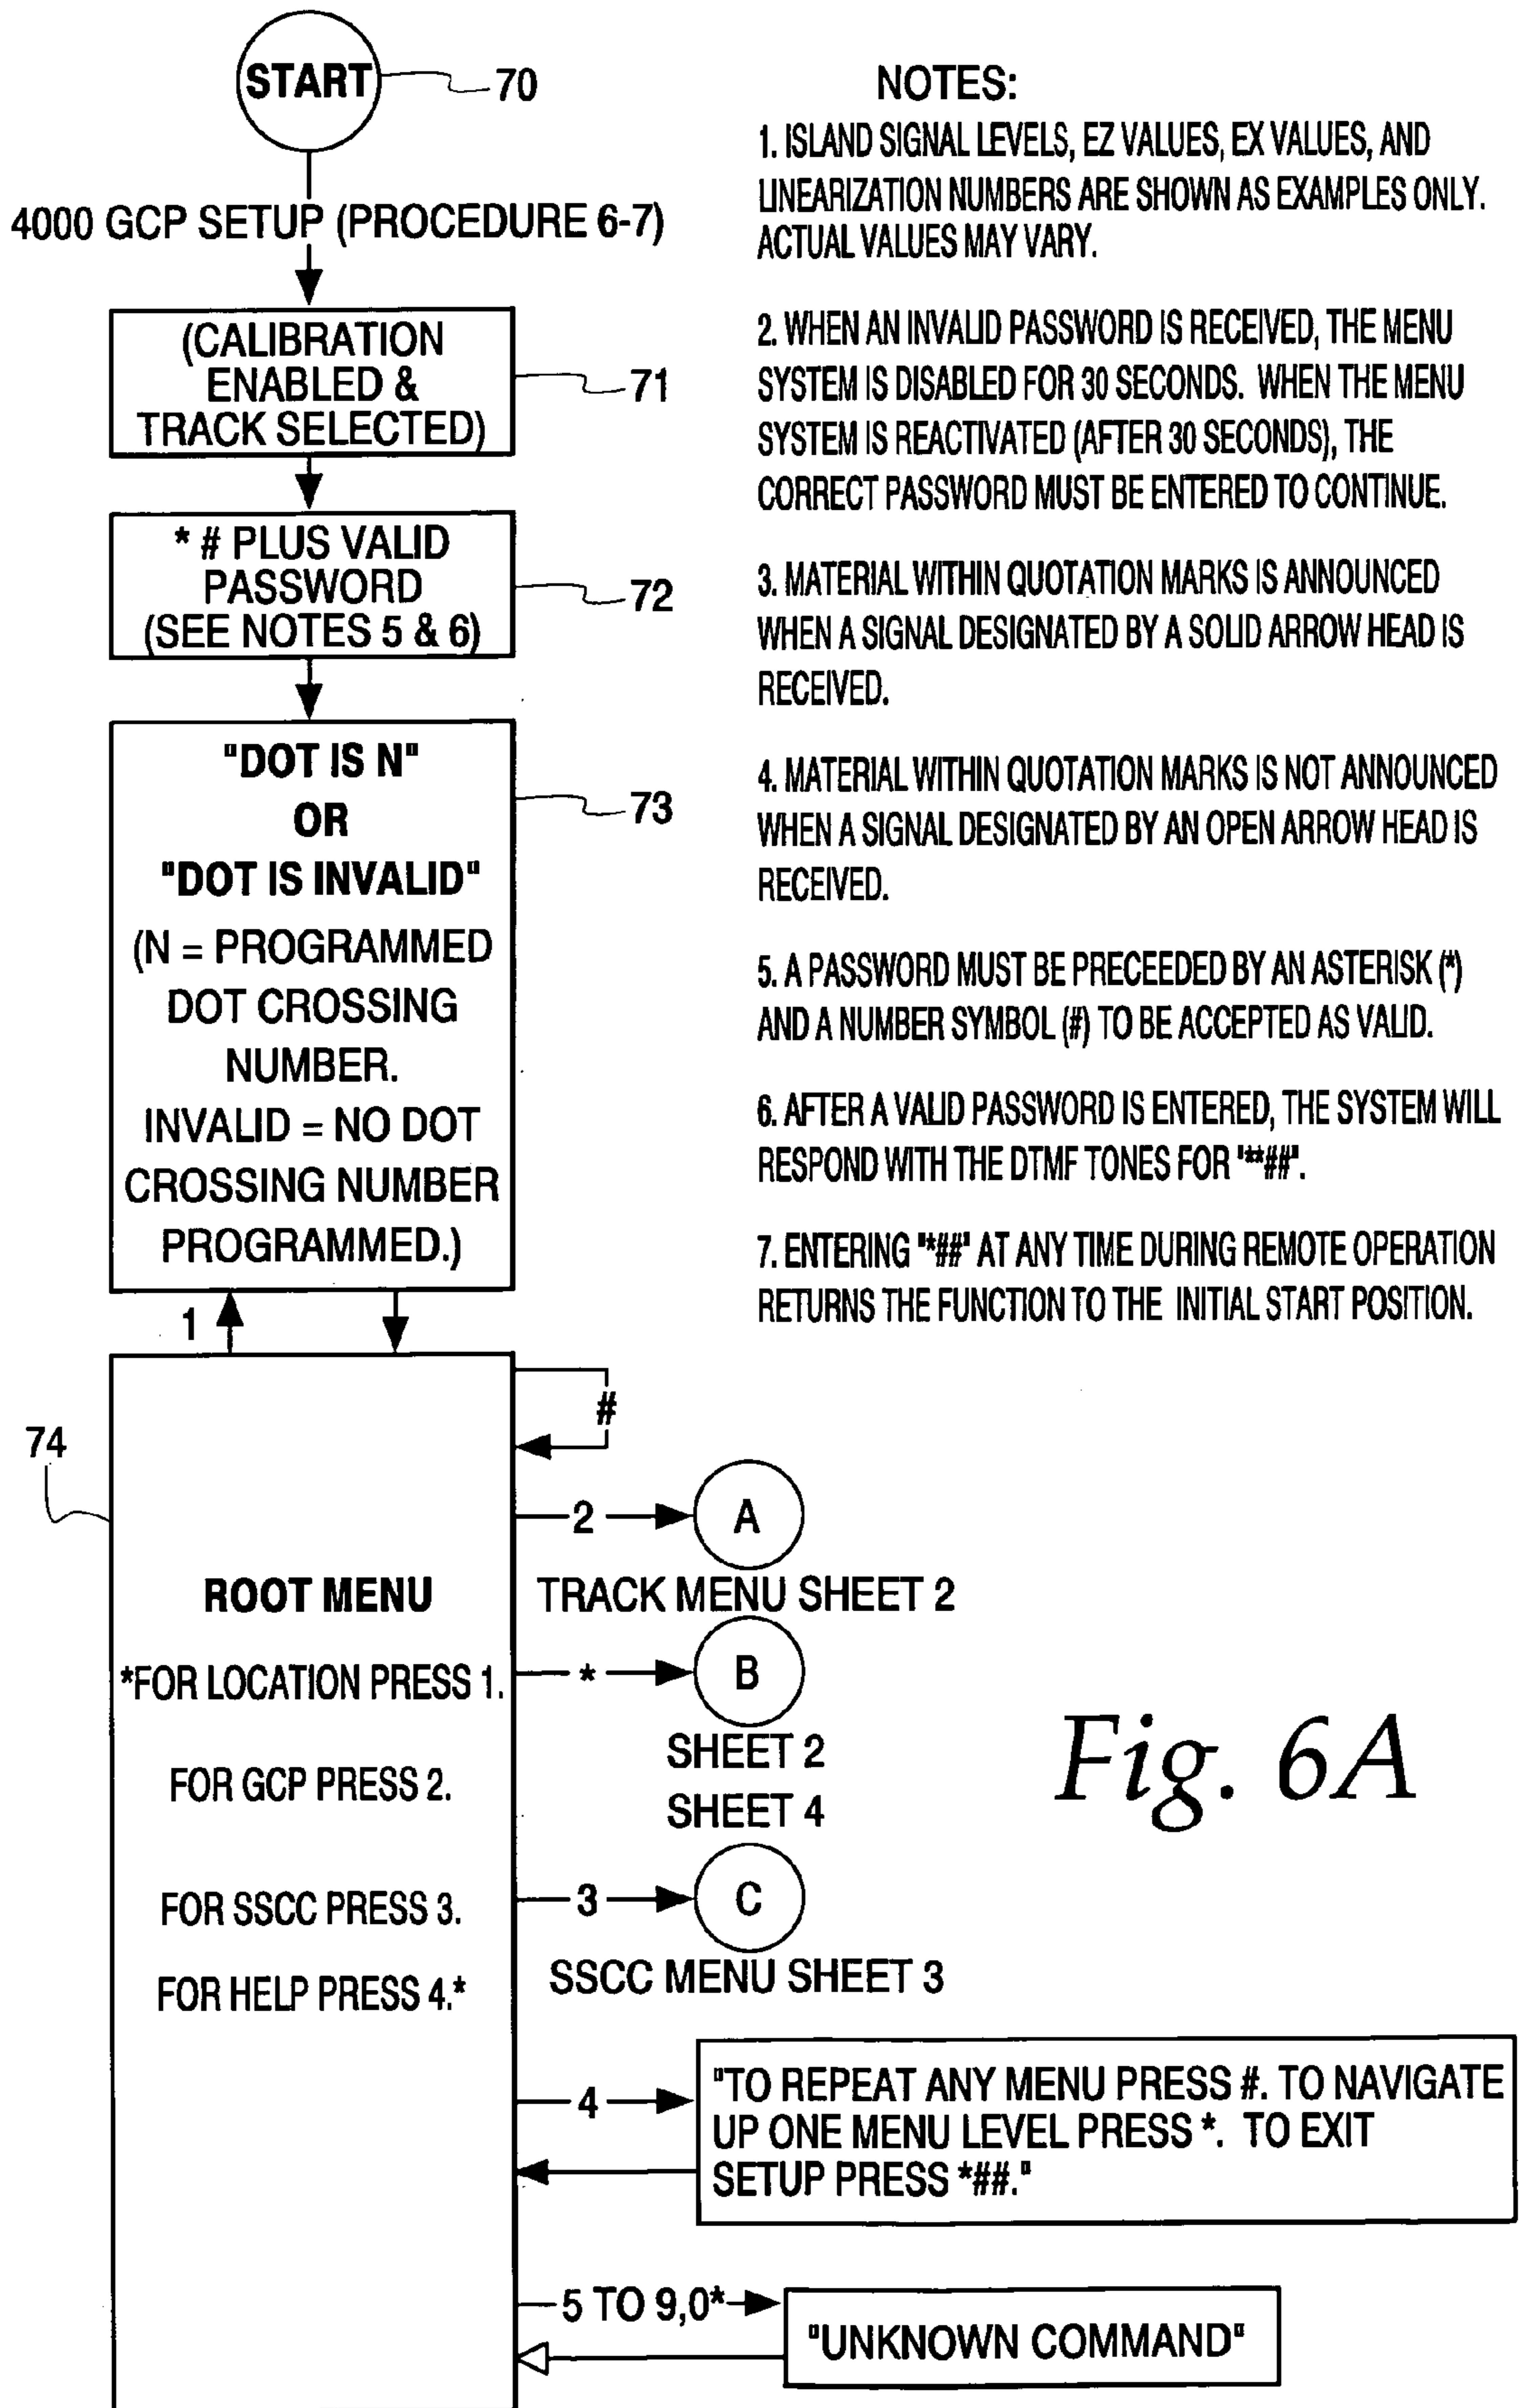 START
70
4000 GCP SETUP (PROCEDURE 6-7)
(CALIBRATION
ENABLED &
TRACK SELECTED)
71
* # PLUS VALID
PASSWORD
(SEE NOTES 5 & 6)
72
"DOT IS N"
OR
"DOT IS INVALID"
(N = PROGRAMMED
DOT CROSSING
NUMBER.
INVALID = NO DOT
CROSSING NUMBER
PROGRAMMED.)
73
1
NOTES:
1. ISLAND SIGNAL LEVELS, EZ VALUES, EX VALUES, AND
LINEARIZATION NUMBERS ARE SHOWN AS EXAMPLES ONLY.
ACTUAL VALUES MAY VARY.
2. WHEN AN INVALID PASSWORD IS RECEIVED, THE MENU
SYSTEM IS DISABLED FOR 30 SECONDS. WHEN THE MENU
SYSTEM IS REACTIVATED (AFTER 30 SECONDS), THE
CORRECT PASSWORD MUST BE ENTERED TO CONTINUE.
3. MATERIAL WITHIN QUOTATION MARKS IS ANNOUNCED
WHEN A SIGNAL DESIGNATED BY A SOLID ARROW HEAD IS
RECEIVED.
4. MATERIAL WITHIN QUOTATION MARKS IS NOT ANNOUNCED
WHEN A SIGNAL DESIGNATED BY AN OPEN ARROW HEAD IS
RECEIVED.
5. A PASSWORD MUST BE PRECEEDED BY AN ASTERISK (*)
AND A NUMBER SYMBOL (#) TO BE ACCEPTED AS VALID.
6. AFTER A VALID PASSWORD IS ENTERED, THE SYSTEM WILL
RESPOND WITH THE DTMF TONES FOR "**##".
7. ENTERING "*##" AT ANY TIME DURING REMOTE OPERATION
RETURNS THE FUNCTION TO THE INITIAL START POSITION.
74
ROOT MENU
*FOR LOCATION PRESS 1.
FOR GCP PRESS 2.
FOR SSCC PRESS 3.
FOR HELP PRESS 4.*
#
2
A
TRACK MENU SHEET 2
*
B
SHEET 2
SHEET 4
3
C
SSCC MENU SHEET 3
4
"TO REPEAT ANY MENU PRESS #. TO NAVIGATE
UP ONE MENU LEVEL PRESS *. TO EXIT
SETUP PRESS *##."
5 TO 9,0*
"UNKNOWN COMMAND"
Fig. 6A